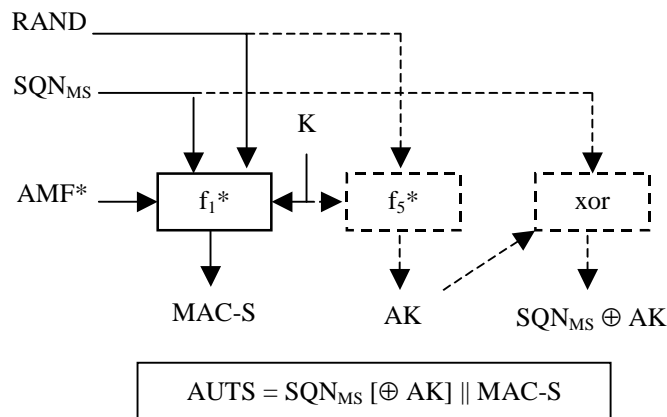 RAND
SQN_MS
K
AMF* f₁* f₅* xor
MAC-S AK SQN_MS ⊕ AK
AUTS = SQN_MS [⊕ AK] || MAC-S